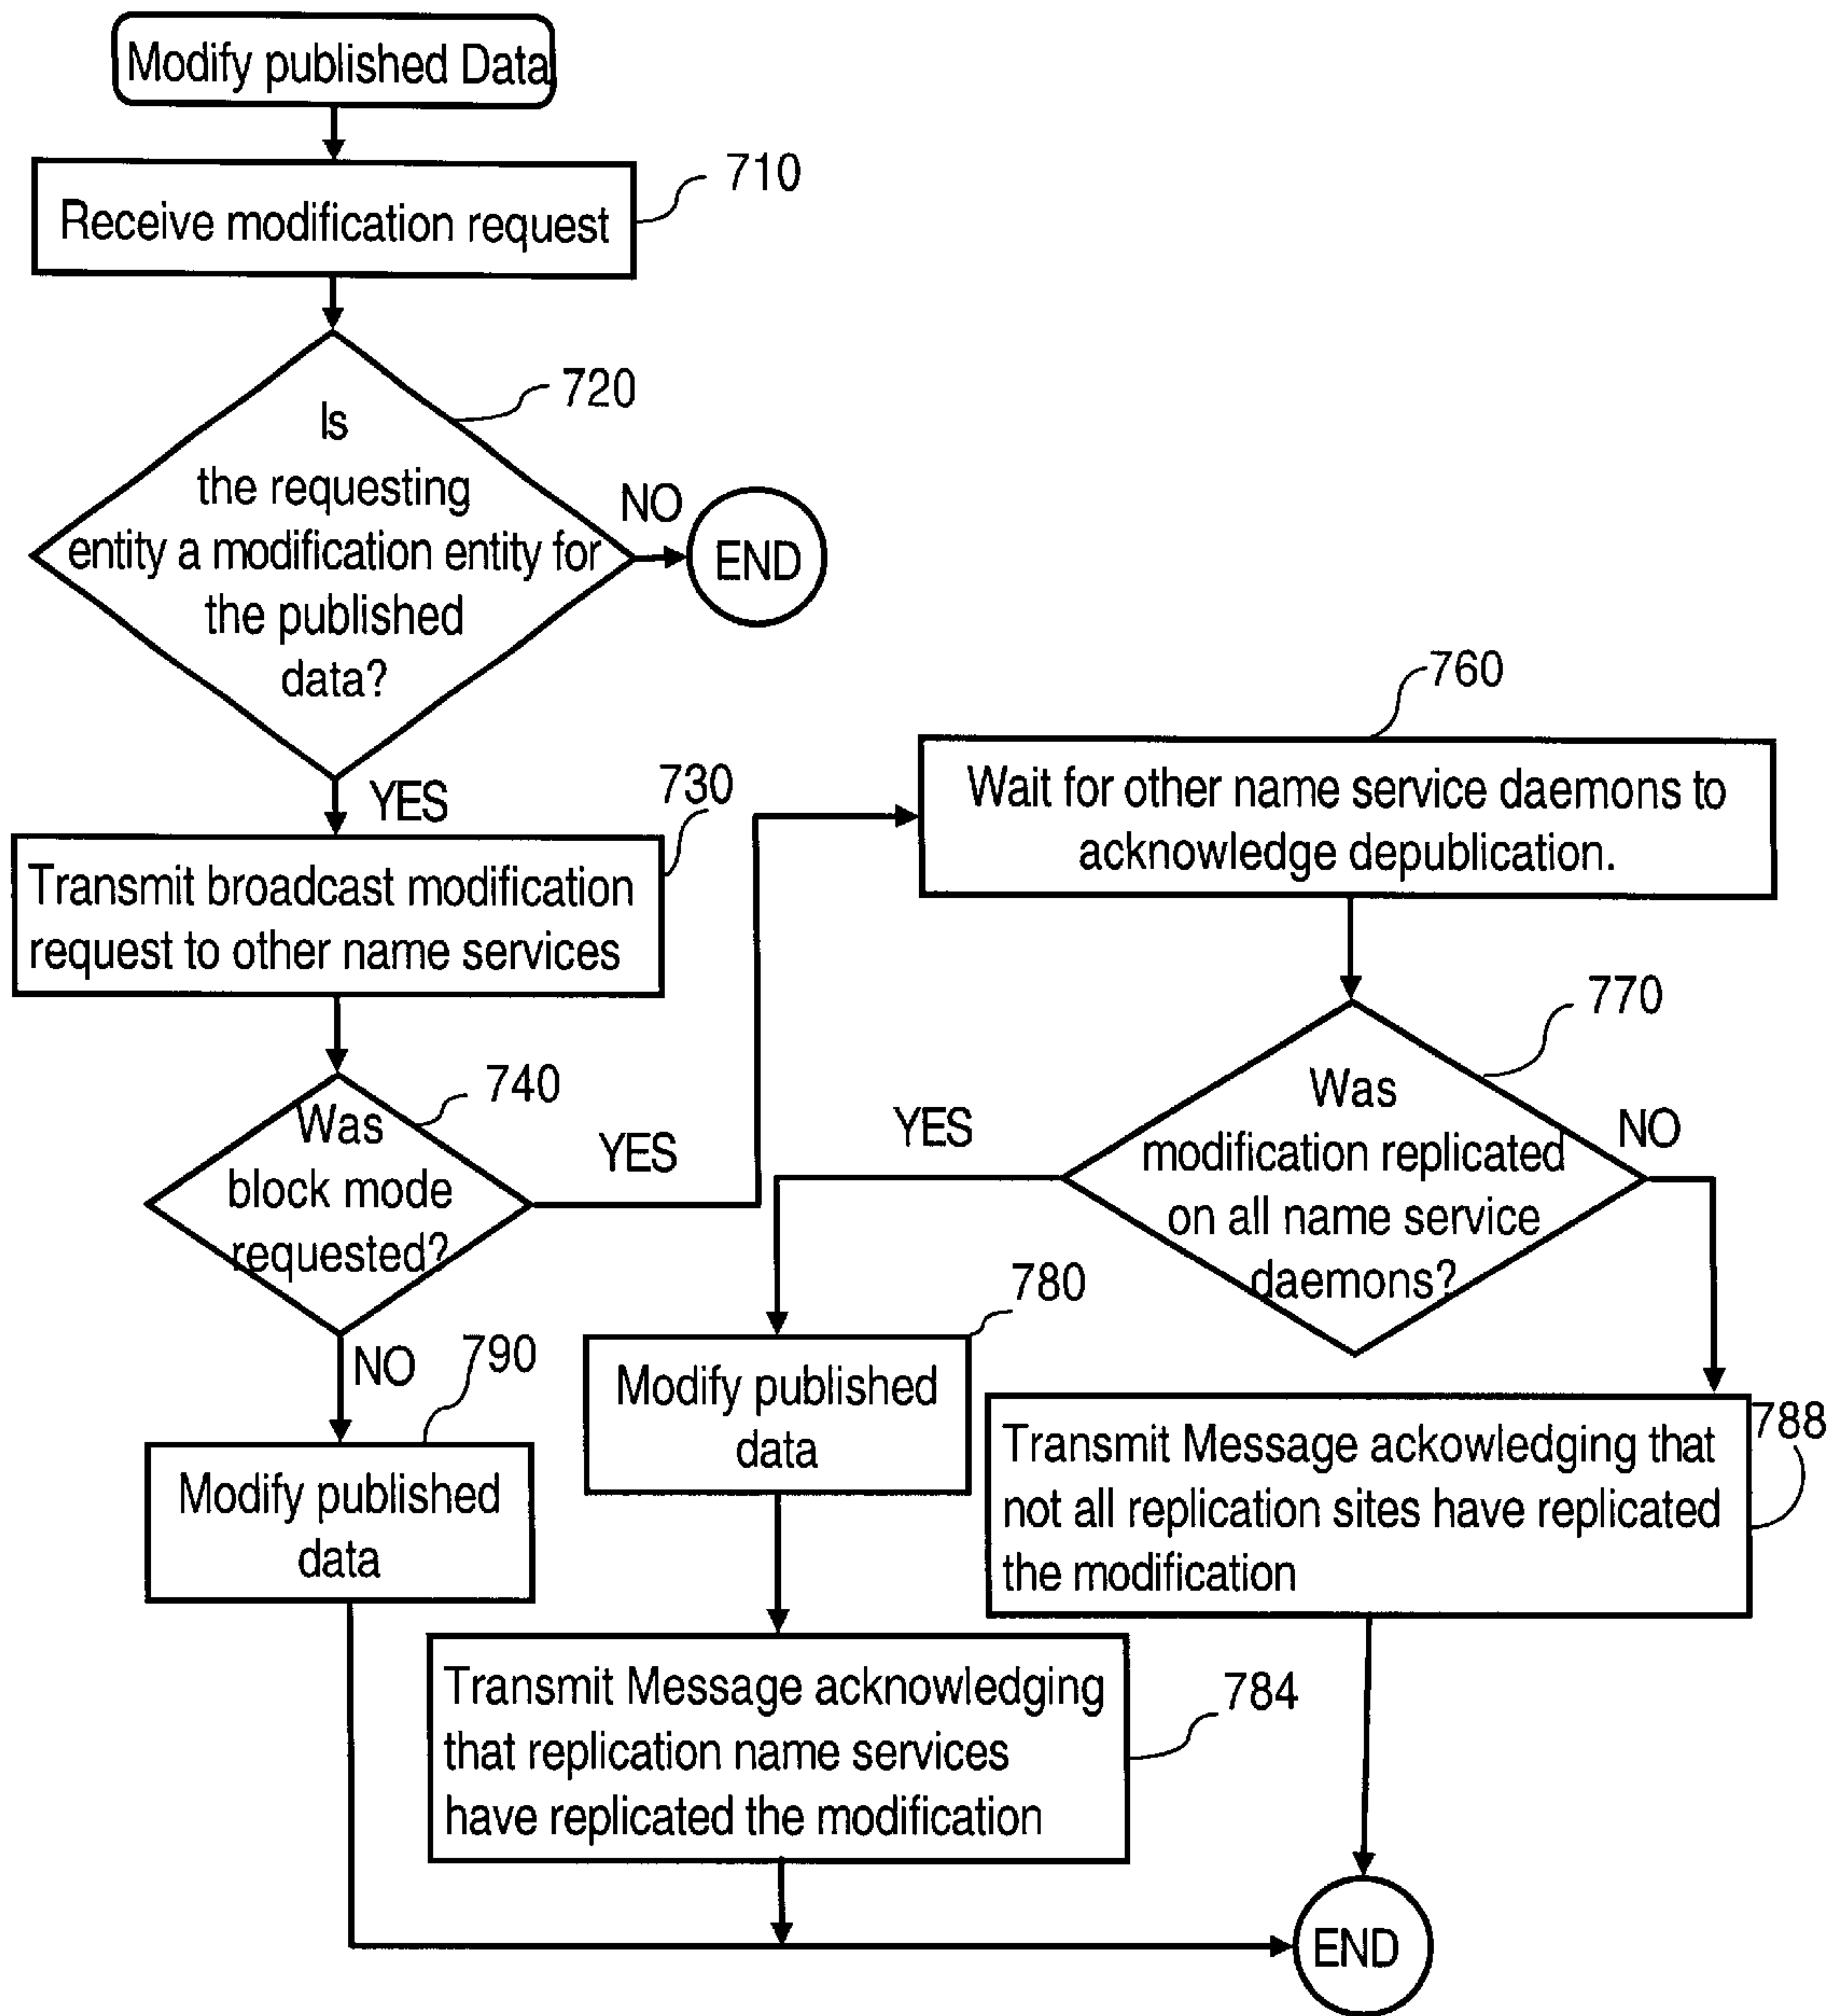 Modify published Data
710
Receive modification request
720
Is
the requesting
entity a modification entity for
the published
data?
NO
END
YES
730
Transmit broadcast modification
request to other name services
740
Was
block mode
requested?
YES
NO
760
Wait for other name service daemons to
acknowledge depublication.
770
Was
modification replicated
on all name service
daemons?
YES
NO
780
Modify published
data
790
Modify published
data
788
Transmit Message ackowledging that
not all replication sites have replicated
the modification
784
Transmit Message acknowledging
that replication name services
have replicated the modification
END